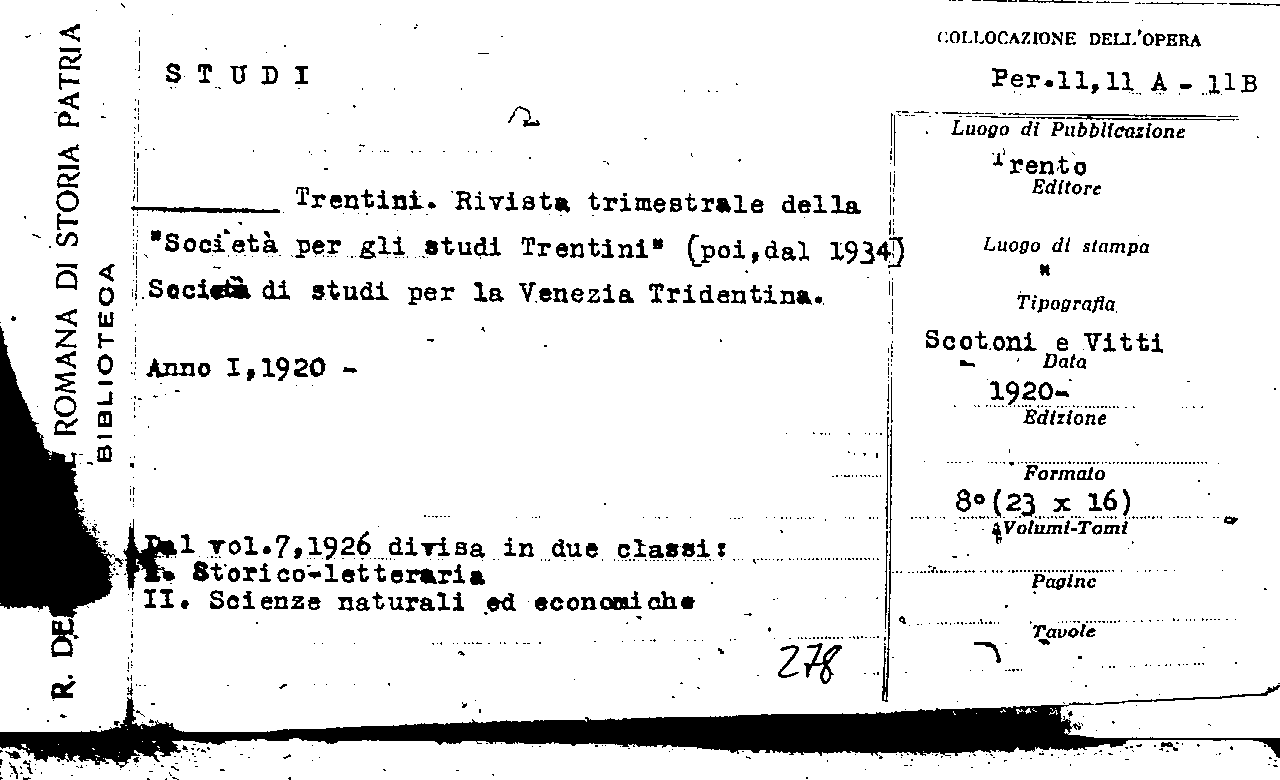 R. DE ROMANA DI STORIA PATRIA
BIBLIOTECA
STUDI
Trentini. Rivista trimestrale della
"Società per gli studi Trentini" (poi,dal 1934)
Società di studi per la Venezia Tridentina.
Anno I,1920 -
Dal vol.7,1926 divisa in due classi:
I. Storico-letteraria
II. Scienze naturali ed economiche
278
COLLOCAZIONE DELL'OPERA
Per.11,11 A - 11B
Luogo di Pubblicazione
Trento
Editore
Luogo di stampa
"
Tipografia
Scotoni e Vitti
Data
1920-
Edizione
Formato
8°(23 x 16)
Volumi-Tomi
Pagine
Tavole